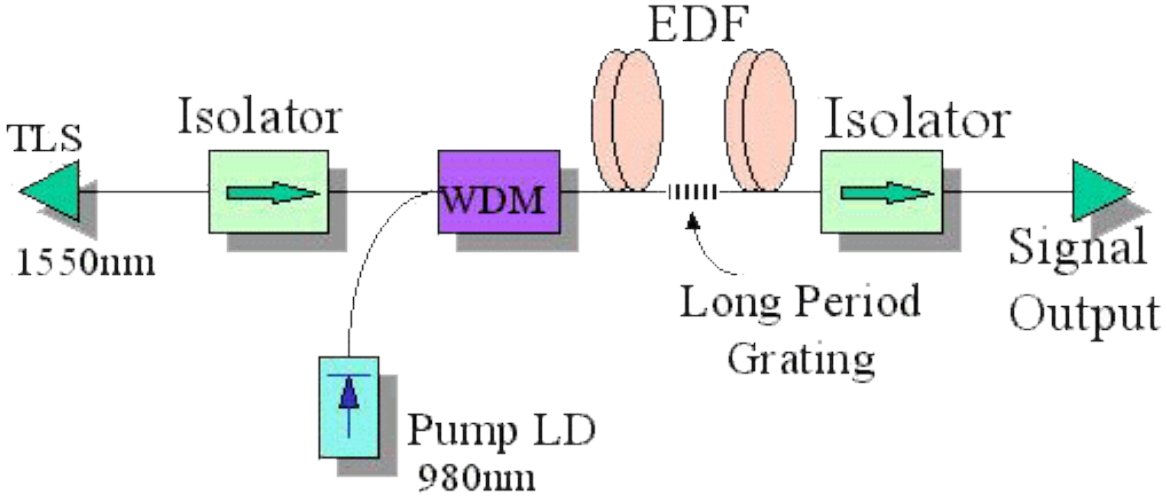 EDF
Isolator
Isolator
TLS
WDM
1550nm
Signal
Output
Long Period
Grating
Pump LD
980nm